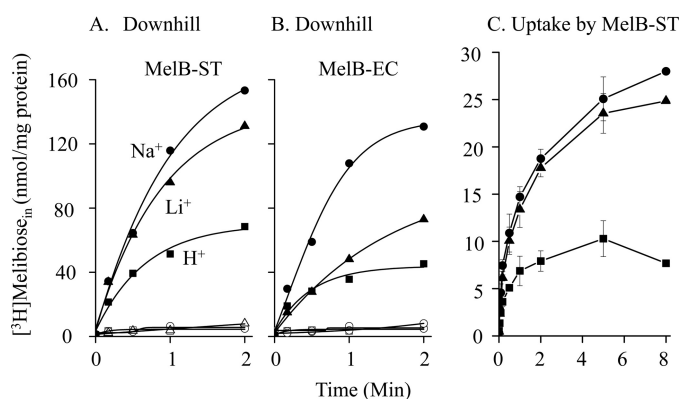 A. Downhill
B. Downhill
C. Uptake by MelB-ST
MelB-ST
MelB-EC
[³H]Melibiose_in (nmol/mg protein)
160
120
80
40
0
Na⁺
Li⁺
H⁺
0 1 2
0 1 2
30
25
20
15
10
5
0
0 2 4 6 8
Time (Min)